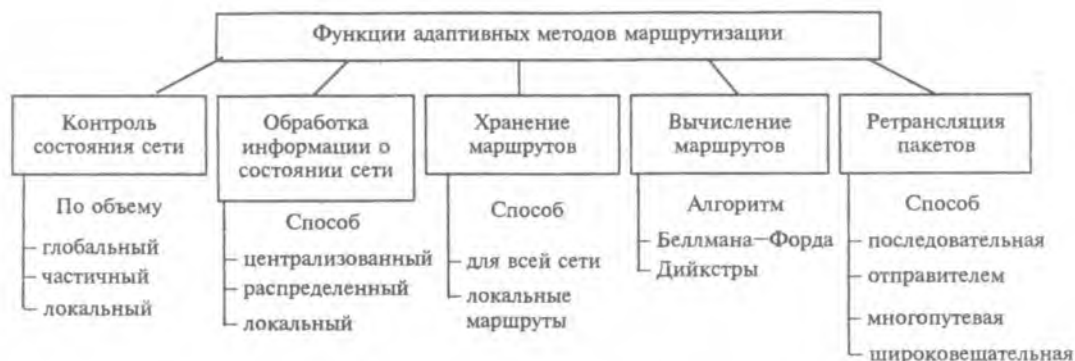 Функции адаптивных методов маршрутизации
Контроль
состояния сети
По объему
глобальный
частичный
локальный
Обработка
информации о
состоянии сети
Способ
централизованный
распределенный
локальный
Хранение
маршрутов
Способ
для всей сети
локальные
маршруты
Вычисление
маршрутов
Алгоритм
Беллмана—Форда
Дийкстры
Ретрансляция
пакетов
Способ
последовательная
отправителем
многопутевая
широковещательная